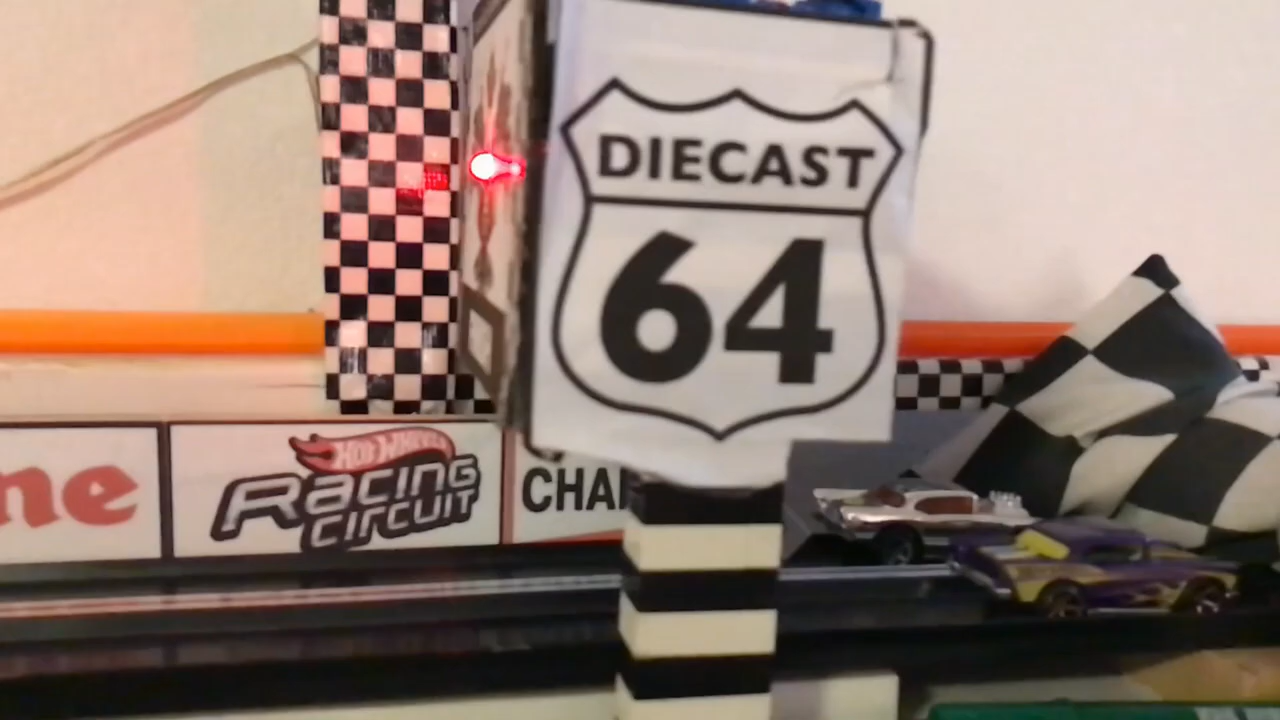 DIECAST
64
ne
HOT WHEELS
RACING
CIRCUIT
CHA